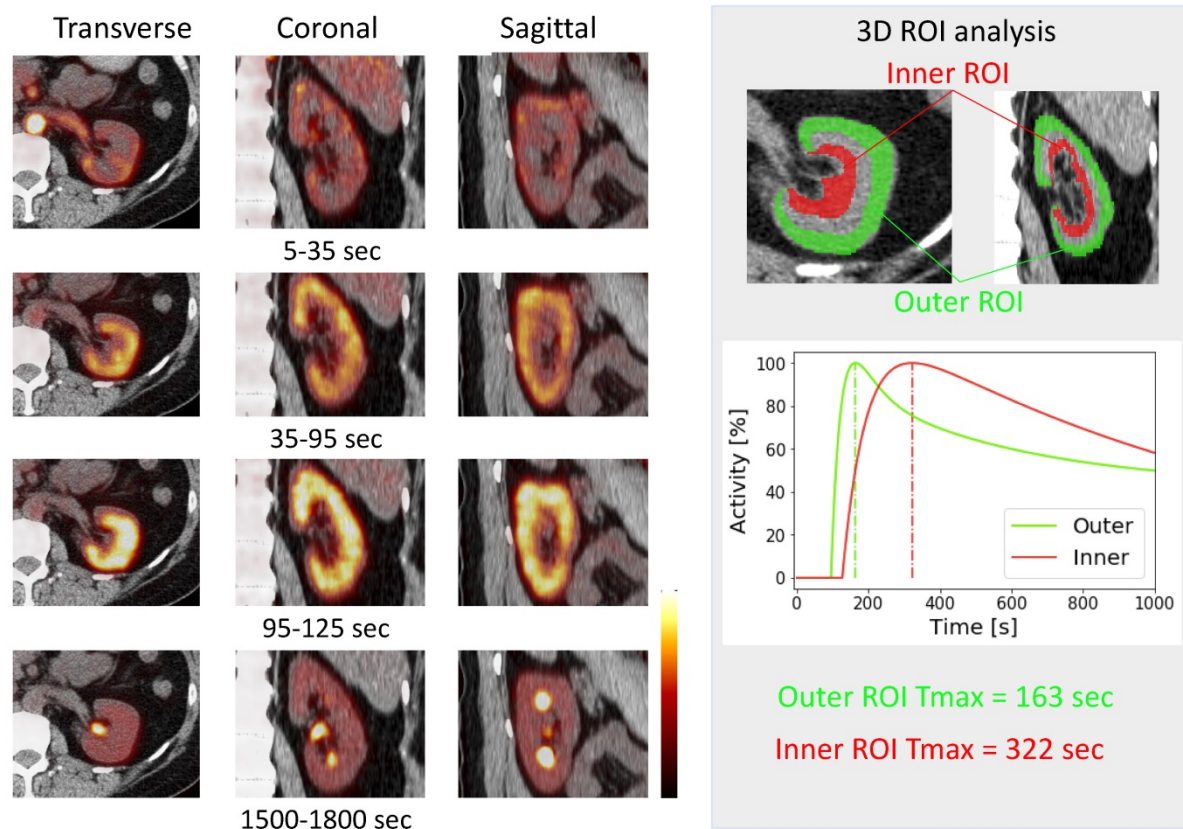 Transverse
Coronal
Sagittal
5-35 sec
35-95 sec
95-125 sec
1500-1800 sec
3D ROI analysis
Inner ROI
Outer ROI
100
80
60
40
20
0
Activity [%]
Outer
Inner
0 200 400 600 800 1000
Time [s]
Outer ROI Tmax = 163 sec
Inner ROI Tmax = 322 sec